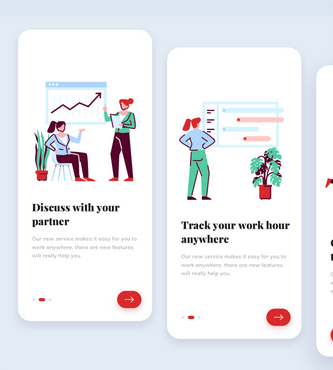 Discuss with your
partner
Our new service makes it easy for you to
work anywhere, there are new features
will really help you.
Track your work hour
anywhere
Our new service makes it easy for you to
work anywhere, there are new features
will really help you.